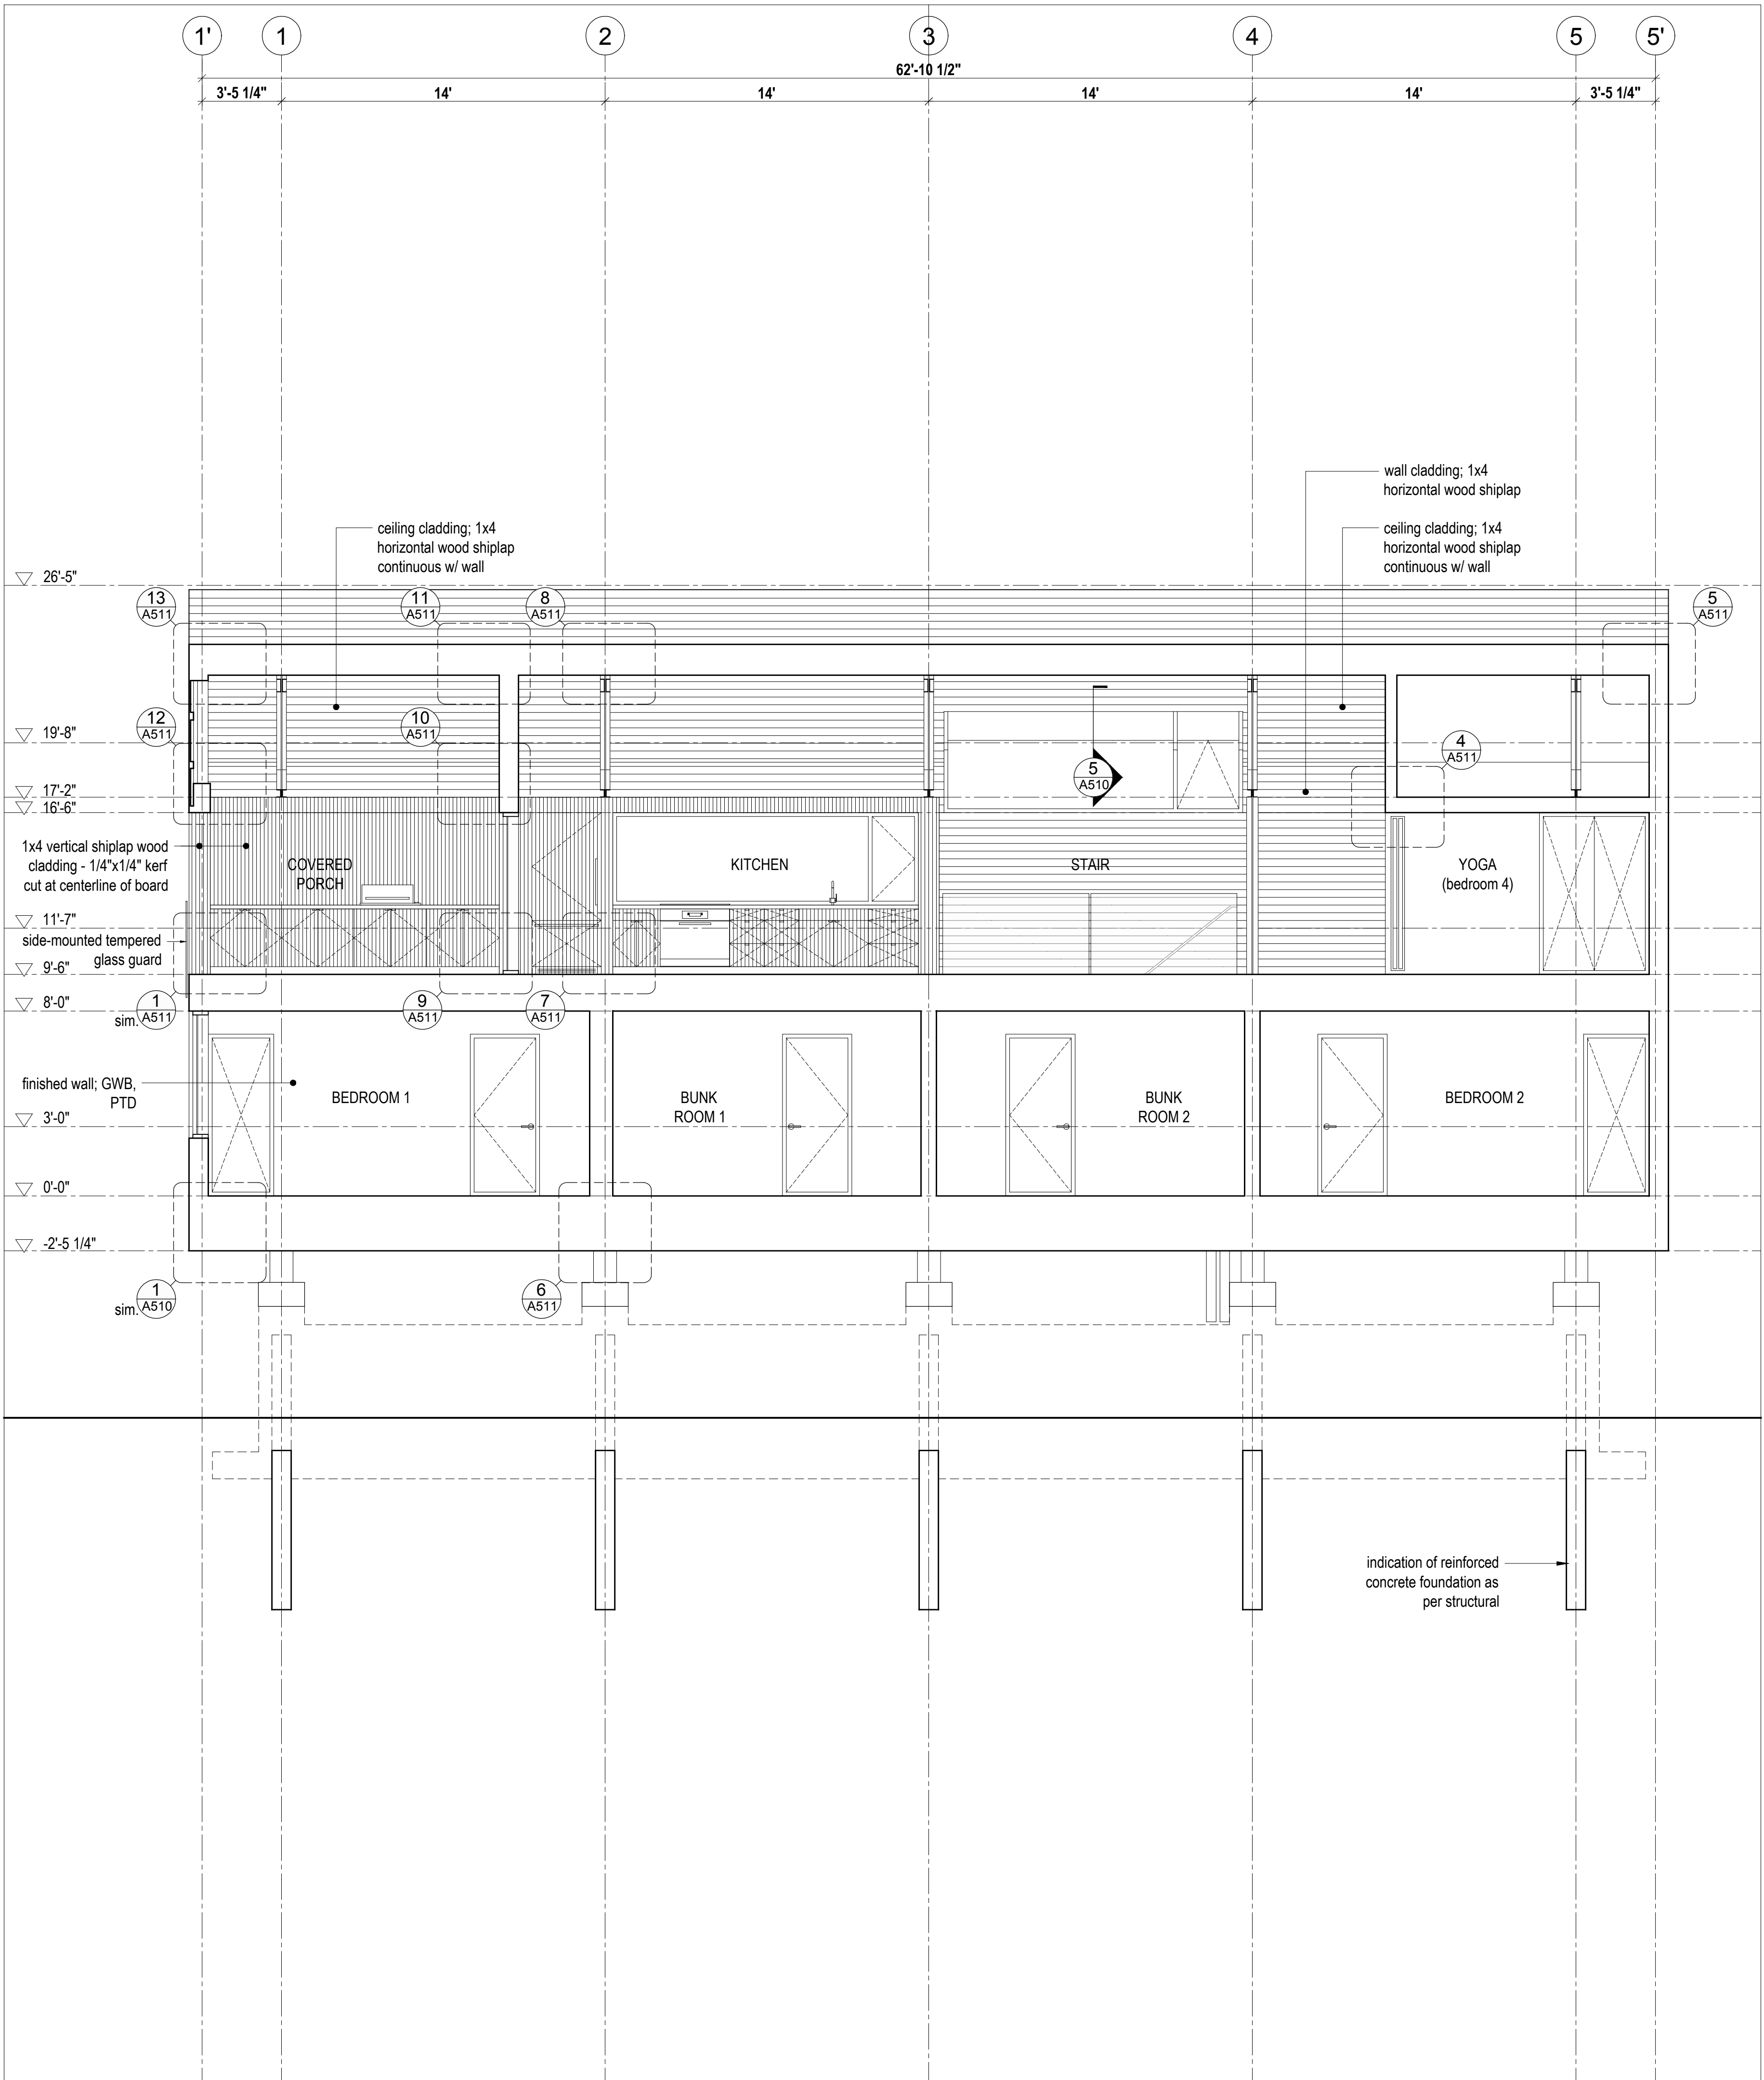 1' 1 2 3 4 5 5'
62'-10 1/2"
3'-5 1/4" 14' 14' 14' 14' 3'-5 1/4"
wall cladding; 1x4
horizontal wood shiplap
ceiling cladding; 1x4
horizontal wood shiplap
continuous w/ wall
ceiling cladding; 1x4
horizontal wood shiplap
continuous w/ wall
26'-5"
13
A511
11
A511
8
A511
5
A511
19'-8"
12
A511
10
A511
4
A511
5
A510
17'-2"
16'-6"
1x4 vertical shiplap wood
cladding - 1/4"x1/4" kerf
cut at centerline of board
COVERED
PORCH
KITCHEN
STAIR
YOGA
(bedroom 4)
11'-7"
side-mounted tempered
glass guard
9'-6"
8'-0"
sim.
1
A511
9
A511
7
A511
finished wall; GWB,
PTD
BEDROOM 1
BUNK
ROOM 1
BUNK
ROOM 2
BEDROOM 2
3'-0"
0'-0"
-2'-5 1/4"
sim.
1
A510
6
A511
indication of reinforced
concrete foundation as
per structural